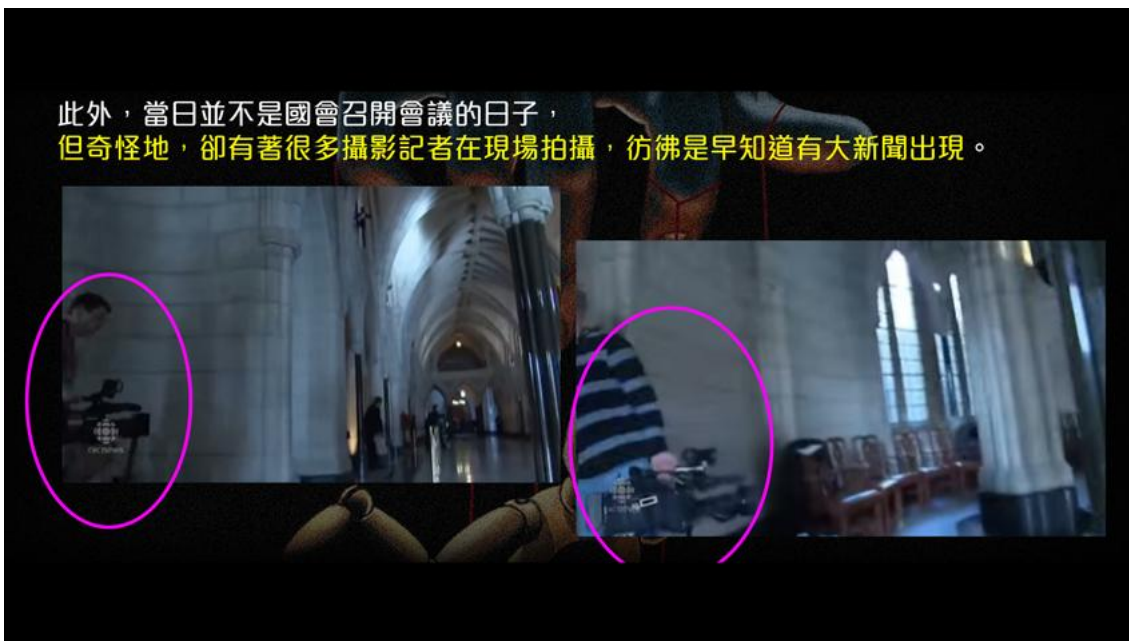 此外，當日並不是國會召開會議的日子，
但奇怪地，卻有著很多攝影記者在現場拍攝，彷彿是早知道有大新聞出現。